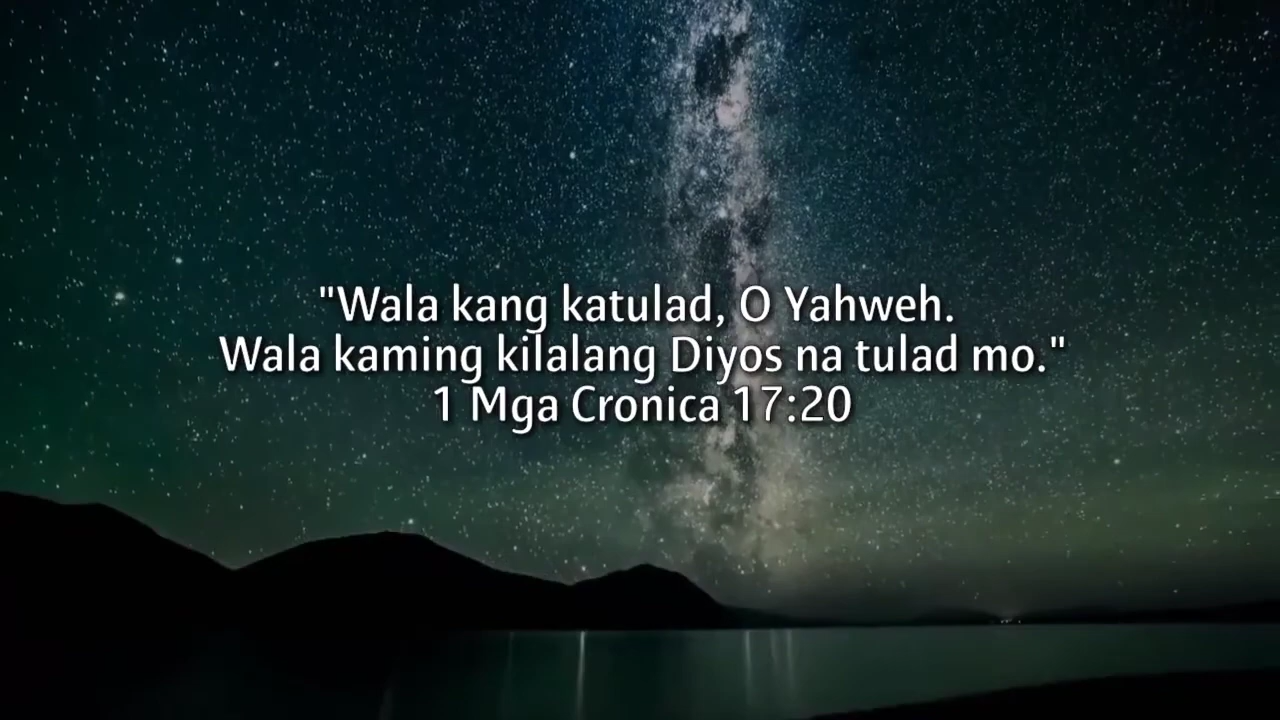 "Wala kang katulad, O Yahweh.
Wala kaming kilalang Diyos na tulad mo."
1 Mga Cronica 17:20